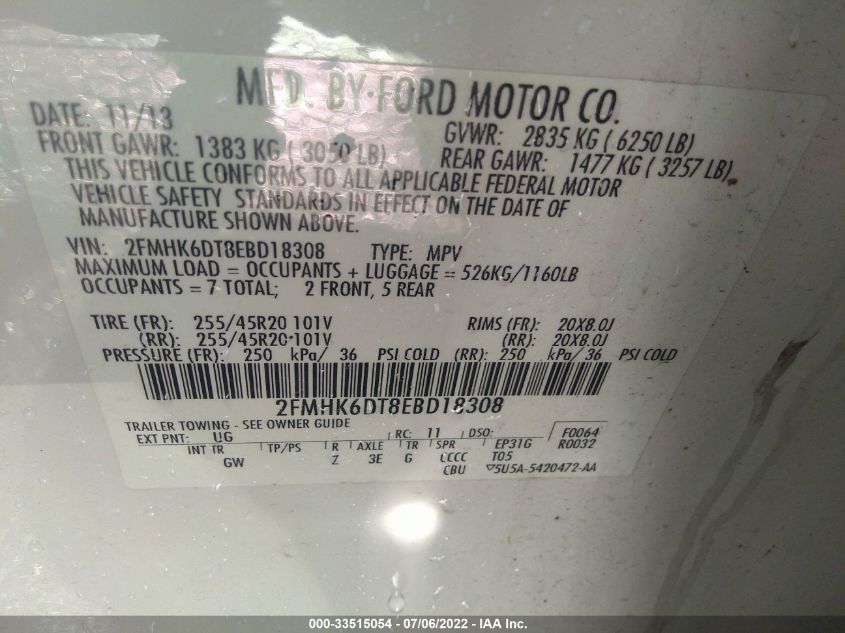 MFD. BY FORD MOTOR CO.
DATE: 11/13 GVWR: 2835 KG ( 6250 LB)
FRONT GAWR: 1383 KG ( 3050 LB) REAR GAWR: 1477 KG ( 3257 LB)
THIS VEHICLE CONFORMS TO ALL APPLICABLE FEDERAL MOTOR
VEHICLE SAFETY STANDARDS IN EFFECT ON THE DATE OF
MANUFACTURE SHOWN ABOVE.
VIN: 2FMHK6DT8EBD18308 TYPE: MPV
MAXIMUM LOAD = OCCUPANTS + LUGGAGE = 526KG/1160LB
OCCUPANTS = 7 TOTAL; 2 FRONT, 5 REAR
TIRE (FR): 255/45R20 101V RIMS (FR): 20X8.0J
(RR): 255/45R20 101V (RR): 20X8.0J
PRESSURE (FR): 250 kPa/ 36 PSI COLD (RR): 250 kPa/ 36 PSI COLD
2FMHK6DT8EBD18308
TRAILER TOWING - SEE OWNER GUIDE
EXT PNT: UG RC: 11 DSO: F0064
INT TR TP/PS R AXLE TR SPR EP31G R0032
GW Z 3E G CCCC T05
CBU 5U5A-5420472-AA
000-33515054 - 07/06/2022 - IAA Inc.